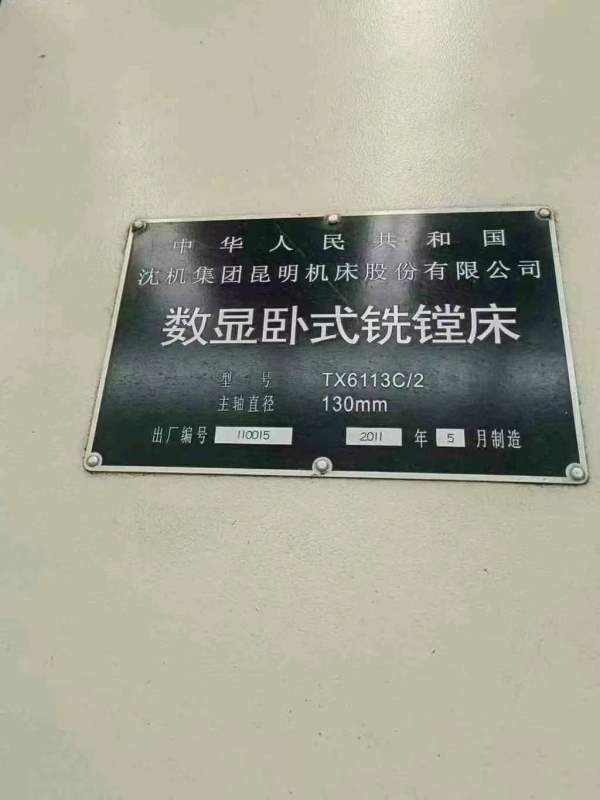 中华人民共和国
沈机集团昆明机床股份有限公司
数显卧式铣镗床
型号 TX6113C/2
主轴直径 130mm
出厂编号 110015 2011 年 5 月制造